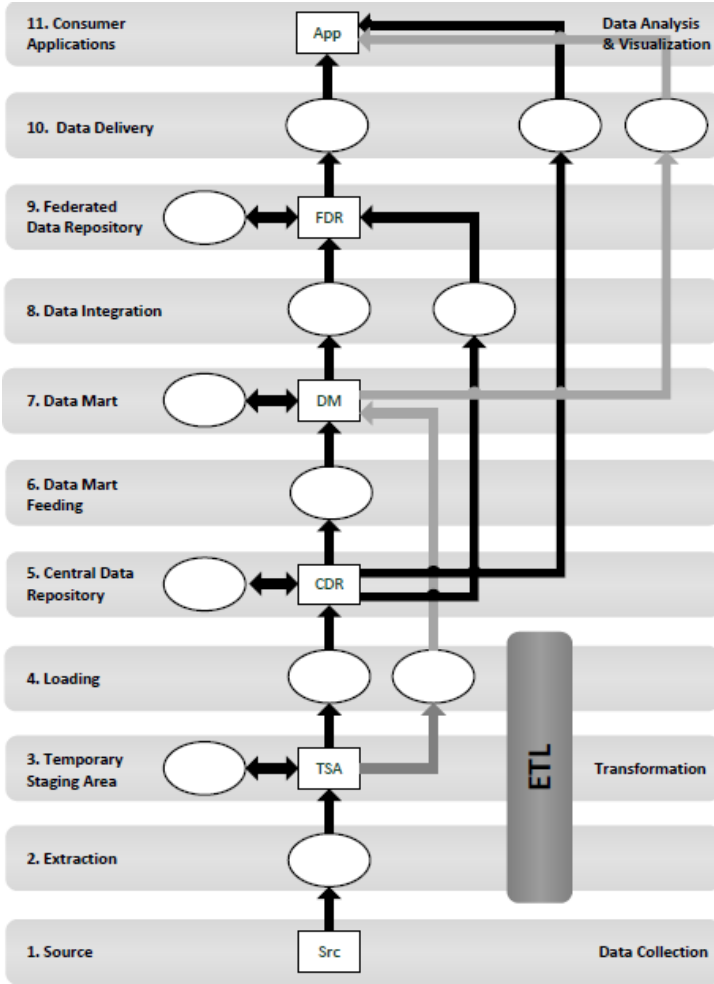 11. Consumer
Applications
App
Data Analysis
& Visualization
10. Data Delivery
9. Federated
Data Repository
FDR
8. Data Integration
7. Data Mart
DM
6. Data Mart
Feeding
5. Central Data
Repository
CDR
4. Loading
3. Temporary
Staging Area
TSA
ETL
Transformation
2. Extraction
1. Source
Src
Data Collection